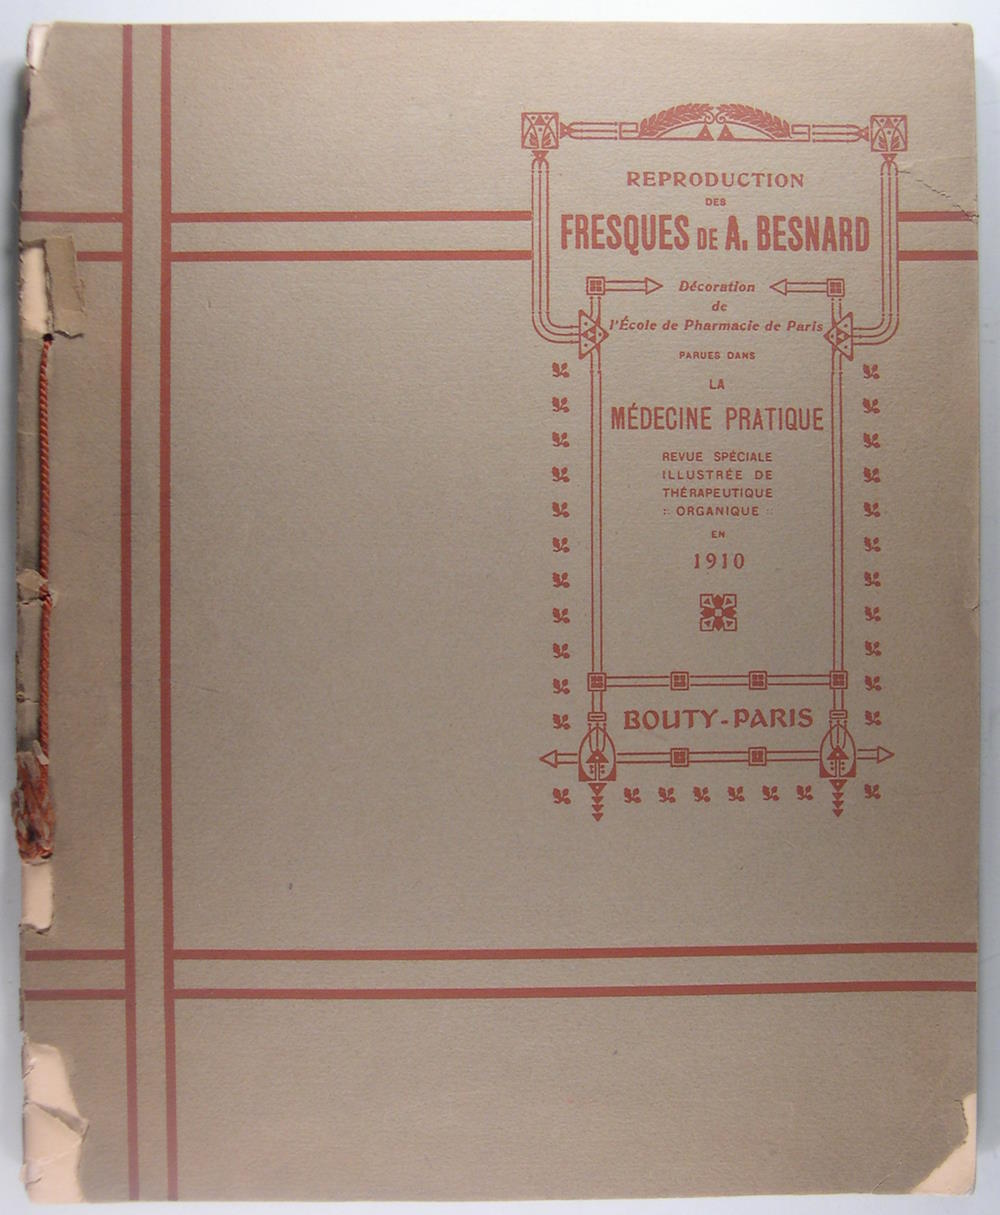 REPRODUCTION
DES
FRESQUES DE A. BESNARD
Décoration
de
l'École de Pharmacie de Paris
PARUES DANS
LA
MÉDECINE PRATIQUE
REVUE SPÉCIALE
ILLUSTRÉE DE
THÉRAPEUTIQUE
:: ORGANIQUE ::
EN
1910
BOUTY-PARIS